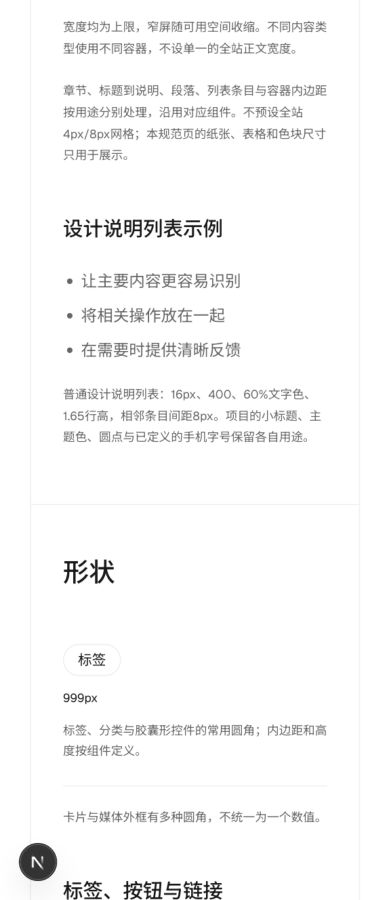 宽度均为上限，窄屏随可用空间收缩。不同内容类
型使用不同容器，不设单一的全站正文宽度。
章节、标题到说明、段落、列表条目与容器内边距
按用途分别处理，沿用对应组件。不预设全站
4px/8px网格；本规范页的纸张、表格和色块尺寸
只用于展示。
设计说明列表示例
• 让主要内容更容易识别
• 将相关操作放在一起
• 在需要时提供清晰反馈
普通设计说明列表：16px、400、60%文字色、
1.65行高，相邻条目间距8px。项目的小标题、主
题色、圆点与已定义的手机字号保留各自用途。
形状
标签
999px
标签、分类与胶囊形控件的常用圆角；内边距和高
度按组件定义。
卡片与媒体外框有多种圆角，不统一为一个数值。
N
标签、按钮与链接